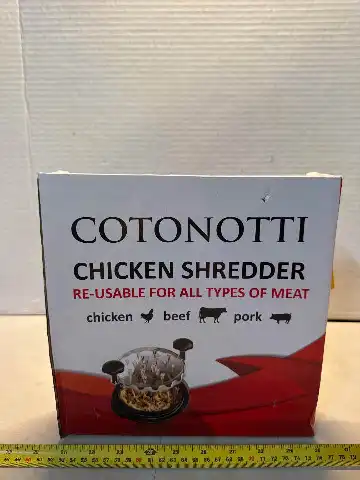 COTONOTTI
CHICKEN SHREDDER
RE-USABLE FOR ALL TYPES OF MEAT
chicken beef pork